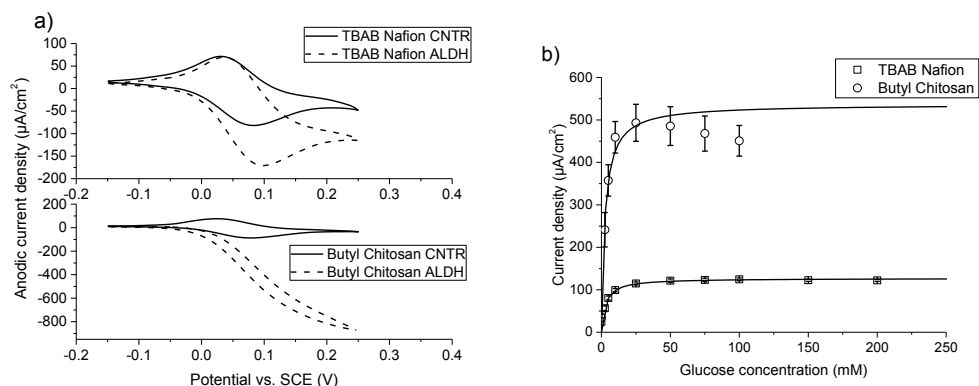 a)
TBAB Nafion CNTR
TBAB Nafion ALDH
100
50
0
-50
-100
-150
-200
-0.2 -0.1 0.0 0.1 0.2 0.3 0.4
200
0
-200
-400
-600
-800
Butyl Chitosan CNTR
Butyl Chitosan ALDH
-0.2 -0.1 0.0 0.1 0.2 0.3 0.4
Potential vs. SCE (V)
Anodic current density (µA/cm²)
b)
TBAB Nafion
Butyl Chitosan
600
500
400
300
200
100
0
0 50 100 150 200 250
Glucose concentration (mM)
Current density (µA/cm²)